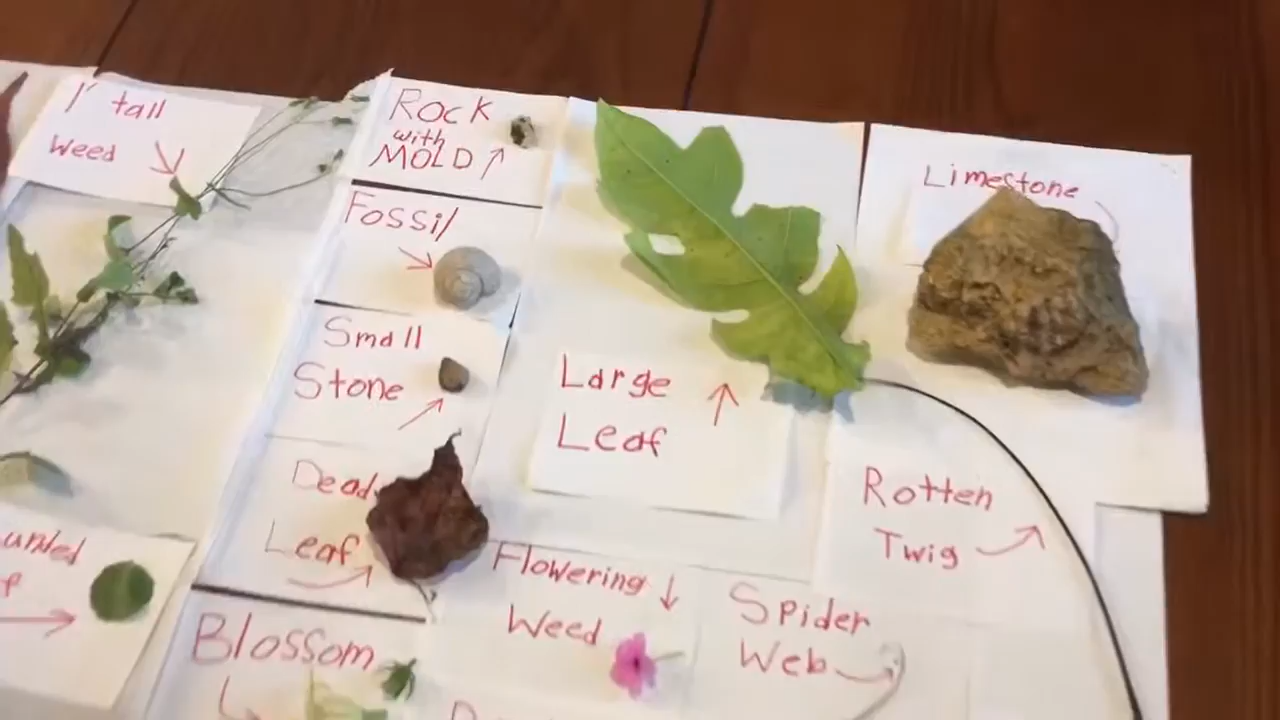 1' tall
Weed
Rock
with
MOLD
Fossil
Small
Stone
Dead
Leaf
Blossom
Large
Leaf
Flowering
Weed
Limestone
Rotten
Twig
Spider
Web